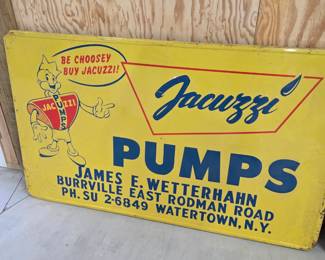 BE CHOOSEY
BUY JACUZZI!
JACUZZI
PUMPS
Jacuzzi
PUMPS
JAMES E. WETTERHAHN
BURRVILLE EAST RODMAN ROAD
PH. SU 2-6849 WATERTOWN, N.Y.